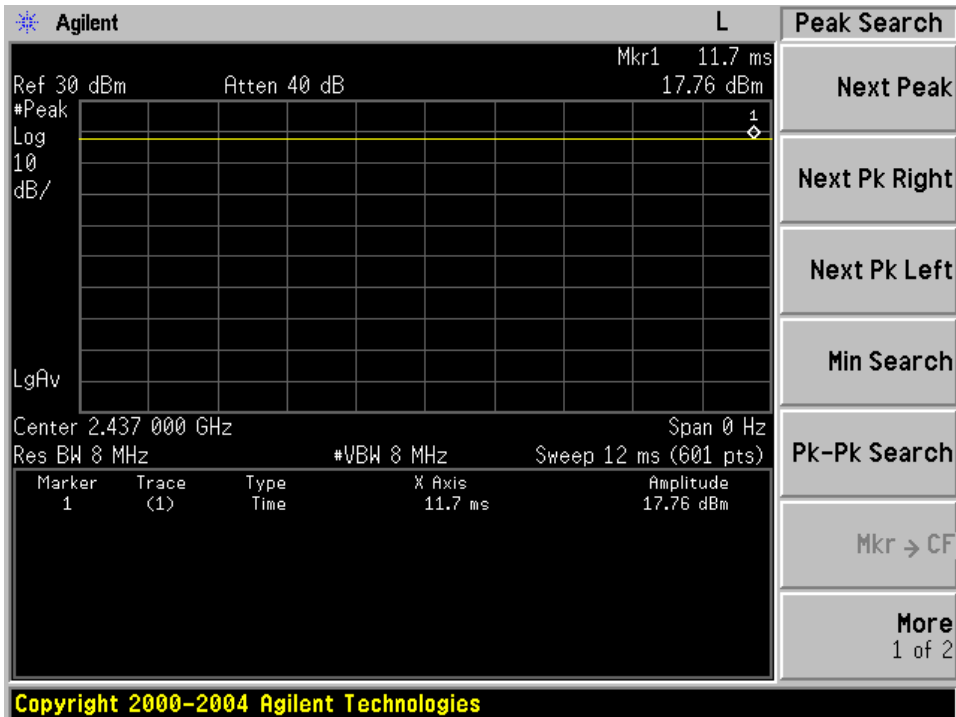 Agilent L
Mkr1 11.7 ms
Ref 30 dBm Atten 40 dB 17.76 dBm
#Peak
Log
10
dB/
1
LgAv
Center 2.437 000 GHz Span 0 Hz
Res BW 8 MHz #VBW 8 MHz Sweep 12 ms (601 pts)
Marker Trace Type X Axis Amplitude
1 (1) Time 11.7 ms 17.76 dBm
Peak Search
Next Peak
Next Pk Right
Next Pk Left
Min Search
Pk-Pk Search
Mkr → CF
More
1 of 2
Copyright 2000-2004 Agilent Technologies